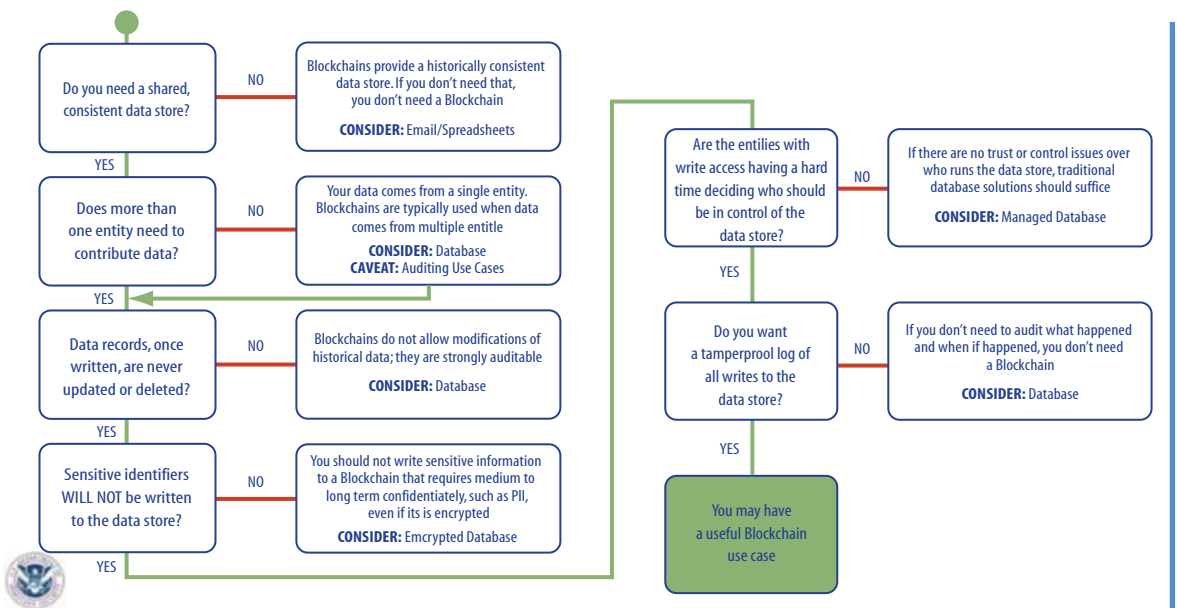 Do you need a shared,
consistent data store?
NO
Blockchains provide a historically consistent
data store. If you don't need that,
you don't need a Blockchain
CONSIDER: Email/Spreadsheets
YES
Does more than
one entity need to
contribute data?
NO
Your data comes from a single entity.
Blockchains are typically used when data
comes from multiple entitle
CONSIDER: Database
CAVEAT: Auditing Use Cases
YES
Data records, once
written, are never
updated or deleted?
NO
Blockchains do not allow modifications of
historical data; they are strongly auditable
CONSIDER: Database
YES
Sensitive identifiers
WILL NOT be written
to the data store?
NO
You should not write sensitive information
to a Blockchain that requires medium to
long term confidentiately, such as PII,
even if its is encrypted
CONSIDER: Emcrypted Database
YES
Are the entilies with
write access having a hard
time deciding who should
be in control of the
data store?
NO
If there are no trust or control issues over
who runs the data store, traditional
database solutions should suffice
CONSIDER: Managed Database
YES
Do you want
a tamperprool log of
all writes to the
data store?
NO
If you don't need to audit what happened
and when if happened, you don't need
a Blockchain
CONSIDER: Database
YES
You may have
a useful Blockchain
use case